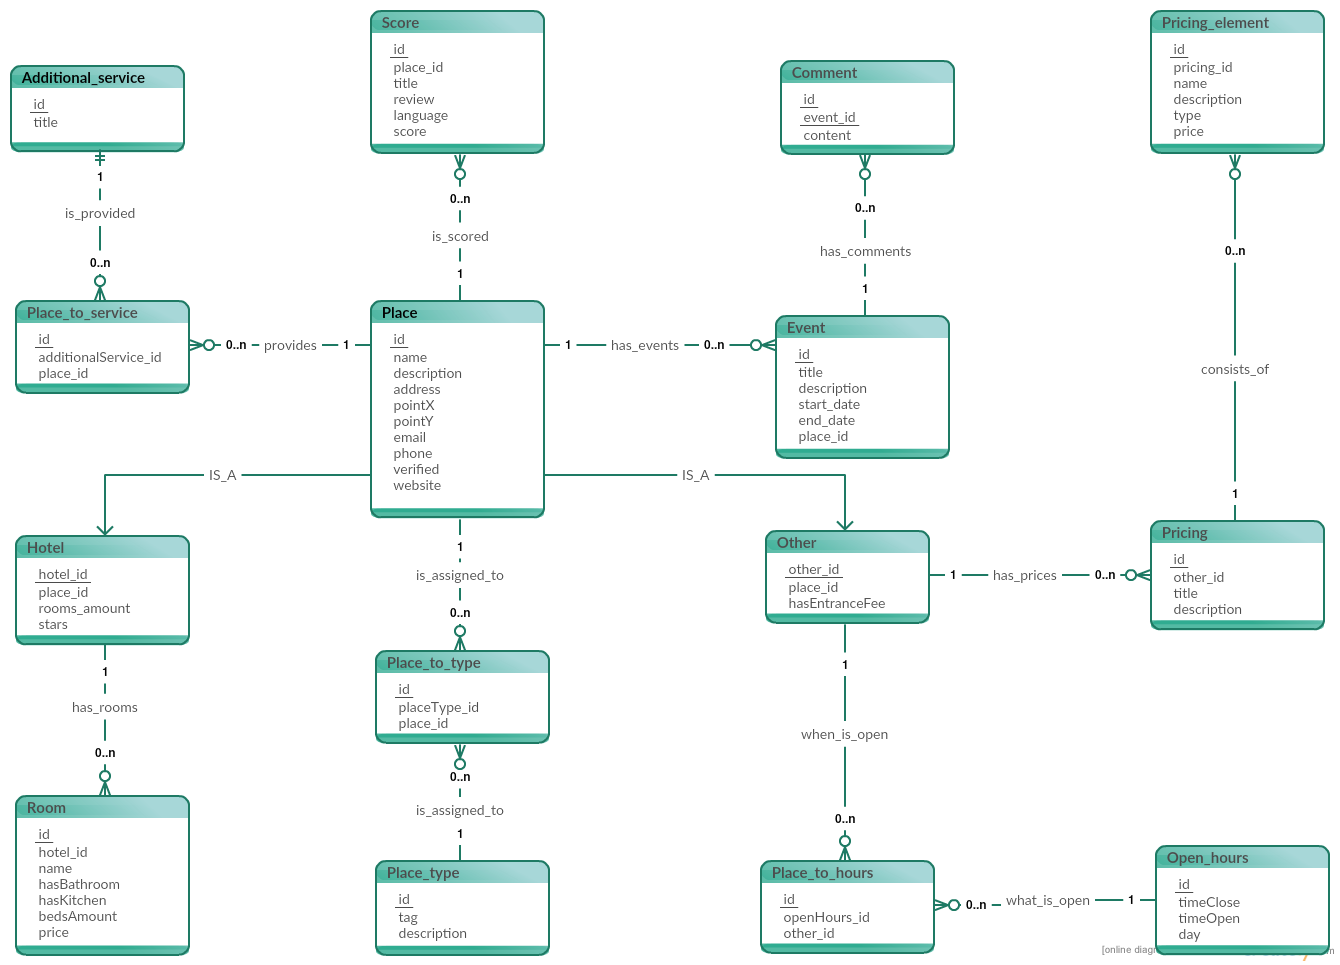 Score
id
place_id
title
review
language
score
Pricing_element
id
pricing_id
name
description
type
price
Additional_service
id
title
Comment
id
event_id
content
1
is_provided
0..n
0..n
is_scored
1
0..n
has_comments
1
0..n
consists_of
1
Place_to_service
id
additionalService_id
place_id
0..n provides 1
Place
id
name
description
address
pointX
pointY
email
phone
verified
website
1 has_events 0..n
Event
id
title
description
start_date
end_date
place_id
IS_A
IS_A
Hotel
hotel_id
place_id
rooms_amount
stars
1
is_assigned_to
0..n
Other
other_id
place_id
hasEntranceFee
1 has_prices 0..n
Pricing
id
other_id
title
description
1
has_rooms
0..n
Place_to_type
id
placeType_id
place_id
0..n
is_assigned_to
1
1
when_is_open
0..n
Room
id
hotel_id
name
hasBathroom
hasKitchen
bedsAmount
price
Place_type
id
tag
description
Place_to_hours
id
openHours_id
other_id
0..n what_is_open 1
Open_hours
id
timeClose
timeOpen
day
[online